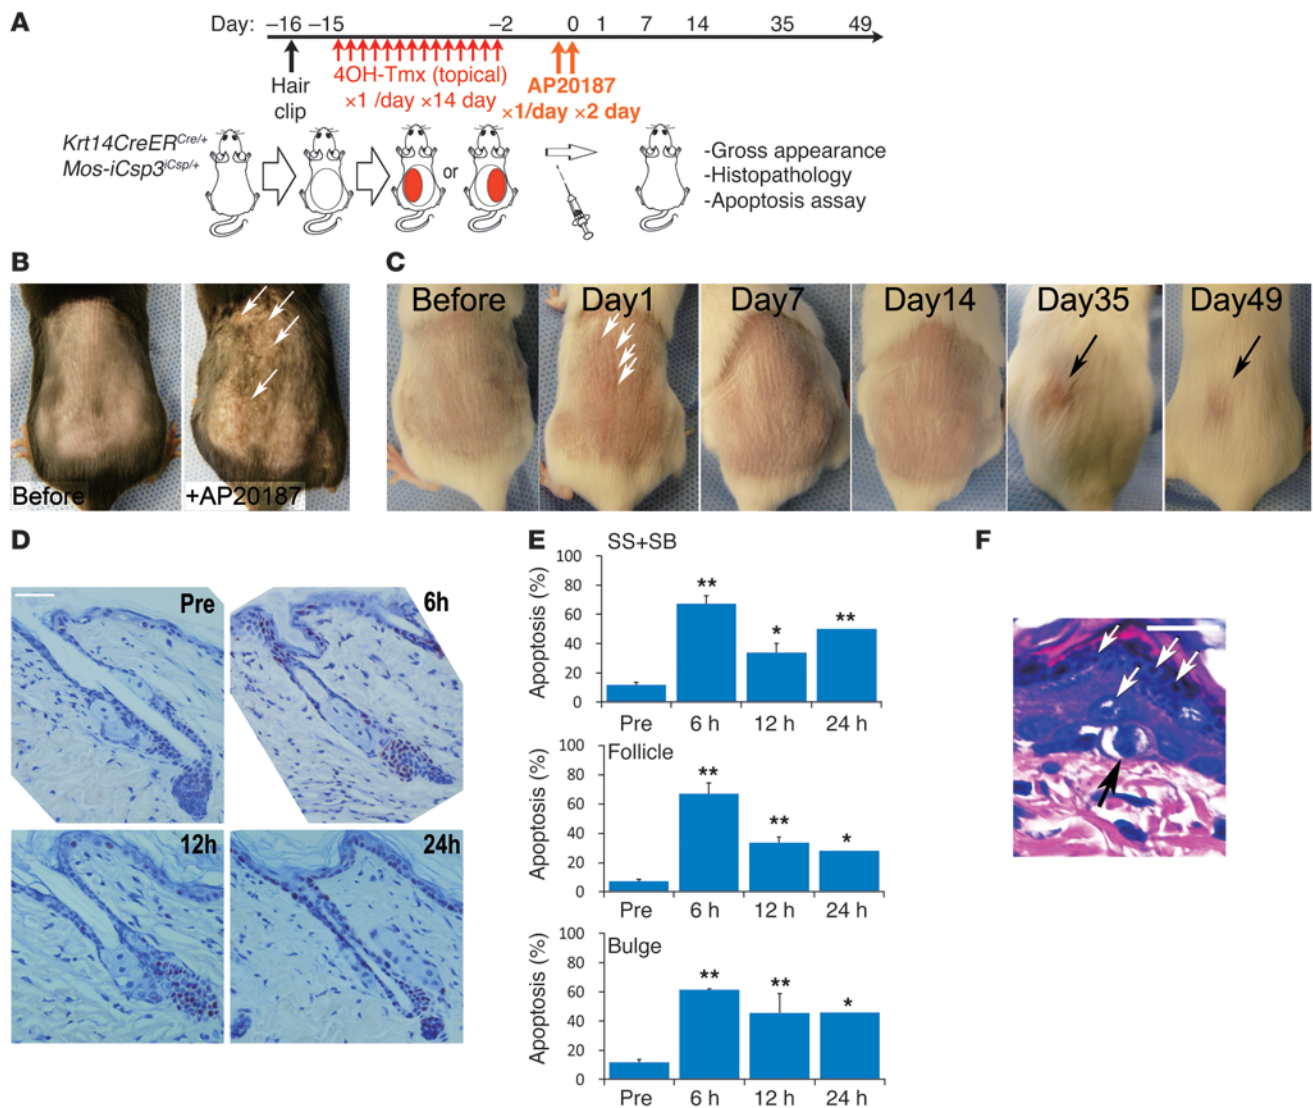 A
Day: –16 –15 –2 0 1 7 14 35 49
Hair
clip
4OH-Tmx (topical)
×1 /day ×14 day
AP20187
×1/day ×2 day
Krt14CreER^Cre/+
Mos-iCsp3^iCsp/+
or
-Gross appearance
-Histopathology
-Apoptosis assay
B
Before
+AP20187
C
Before
Day1
Day7
Day14
Day35
Day49
D
Pre
6h
12h
24h
E
SS+SB
Apoptosis (%)
100
80
60
40
20
0
**
*
**
Pre 6 h 12 h 24 h
Follicle
Apoptosis (%)
100
80
60
40
20
0
**
**
*
Pre 6 h 12 h 24 h
Bulge
Apoptosis (%)
100
80
60
40
20
0
**
**
*
Pre 6 h 12 h 24 h
F